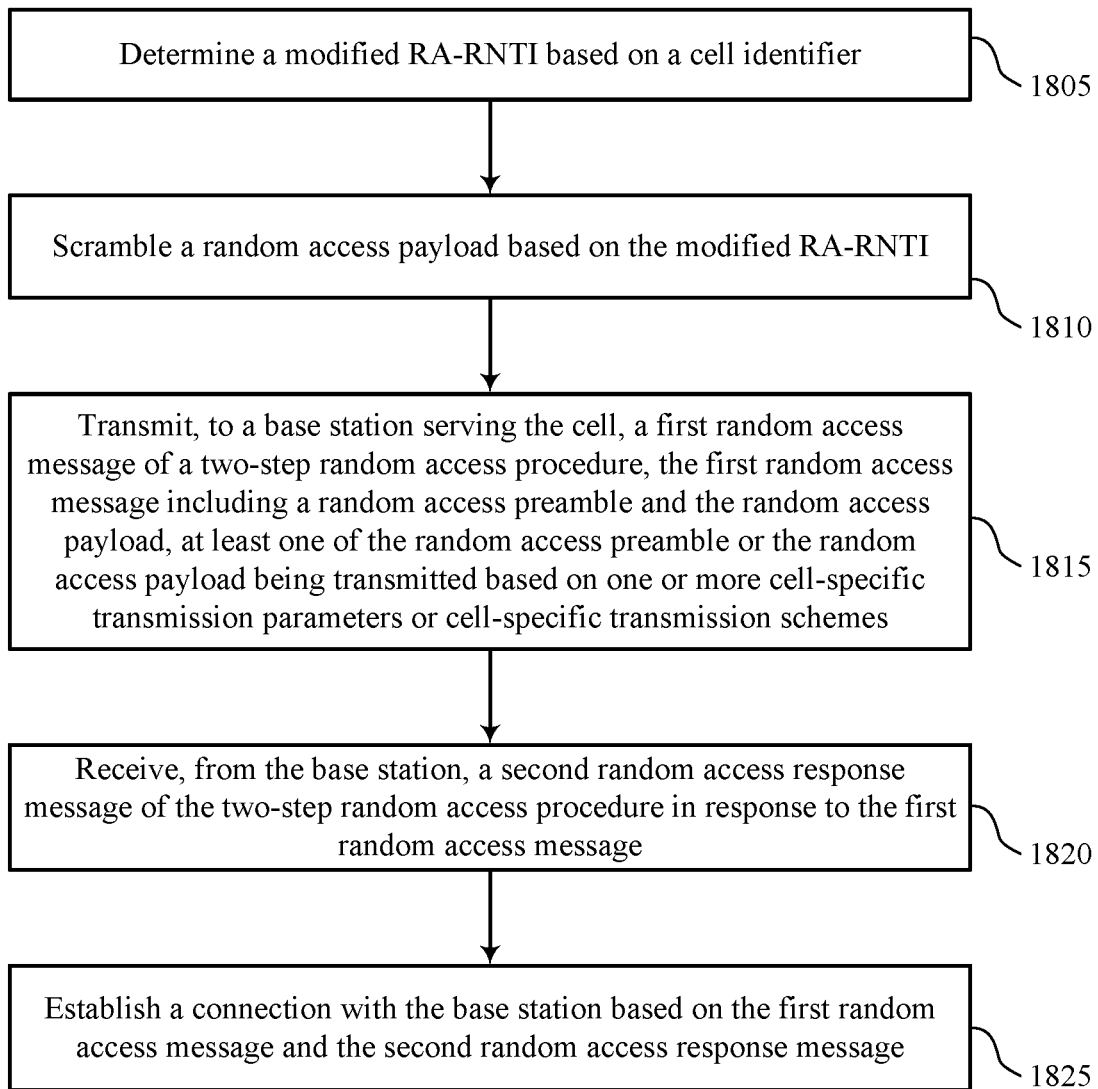 Determine a modified RA-RNTI based on a cell identifier
1805
Scramble a random access payload based on the modified RA-RNTI
1810
Transmit, to a base station serving the cell, a first random access
message of a two-step random access procedure, the first random access
message including a random access preamble and the random access
payload, at least one of the random access preamble or the random
access payload being transmitted based on one or more cell-specific
transmission parameters or cell-specific transmission schemes
1815
Receive, from the base station, a second random access response
message of the two-step random access procedure in response to the first
random access message
1820
Establish a connection with the base station based on the first random
access message and the second random access response message
1825